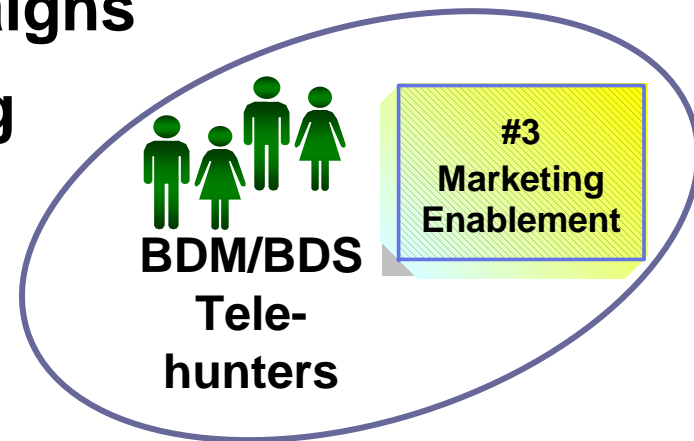 aigns
g
#3
Marketing
Enablement
BDM/BDS
Tele-
hunters